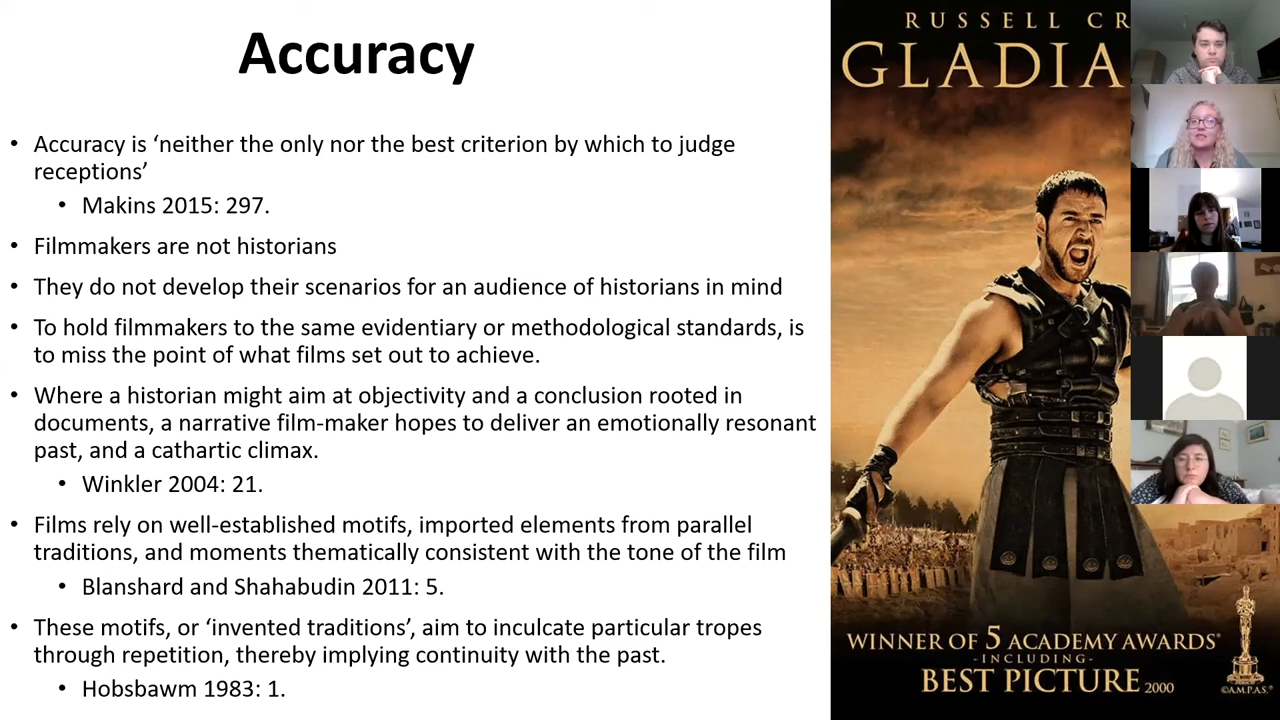 Accuracy
• Accuracy is ‘neither the only nor the best criterion by which to judge
receptions’
• Makins 2015: 297.
• Filmmakers are not historians
• They do not develop their scenarios for an audience of historians in mind
• To hold filmmakers to the same evidentiary or methodological standards, is
to miss the point of what films set out to achieve.
• Where a historian might aim at objectivity and a conclusion rooted in
documents, a narrative film-maker hopes to deliver an emotionally resonant
past, and a cathartic climax.
• Winkler 2004: 21.
• Films rely on well-established motifs, imported elements from parallel
traditions, and moments thematically consistent with the tone of the film
• Blanshard and Shahabudin 2011: 5.
• These motifs, or ‘invented traditions’, aim to inculcate particular tropes
through repetition, thereby implying continuity with the past.
• Hobsbawm 1983: 1.
RUSSELL CR
GLADIA
WINNER OF 5 ACADEMY AWARDS®
-INCLUDING-
BEST PICTURE 2000
©A.M.P.A.S.®